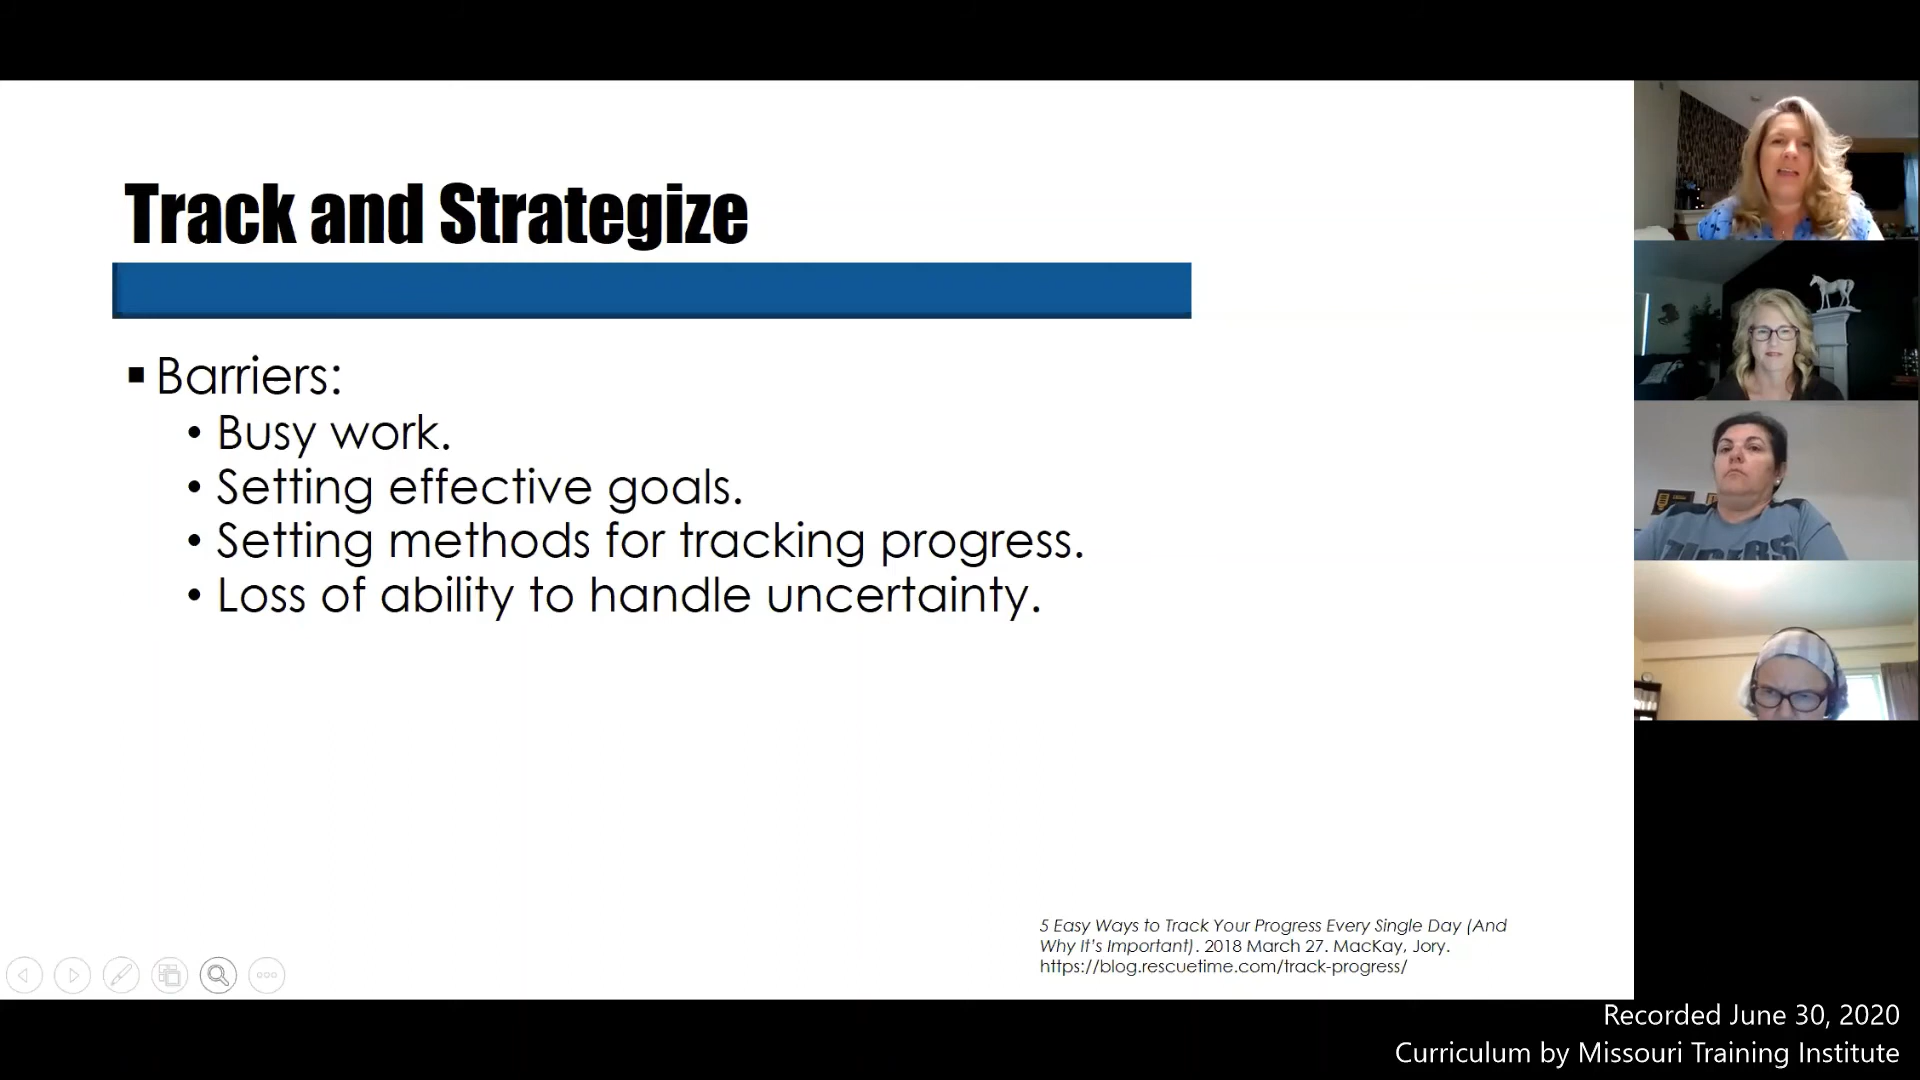 Track and Strategize
▪ Barriers:
• Busy work.
• Setting effective goals.
• Setting methods for tracking progress.
• Loss of ability to handle uncertainty.
5 Easy Ways to Track Your Progress Every Single Day (And
Why It's Important). 2018 March 27. MacKay, Jory.
https://blog.rescuetime.com/track-progress/
TIGERS
Recorded June 30, 2020
Curriculum by Missouri Training Institute